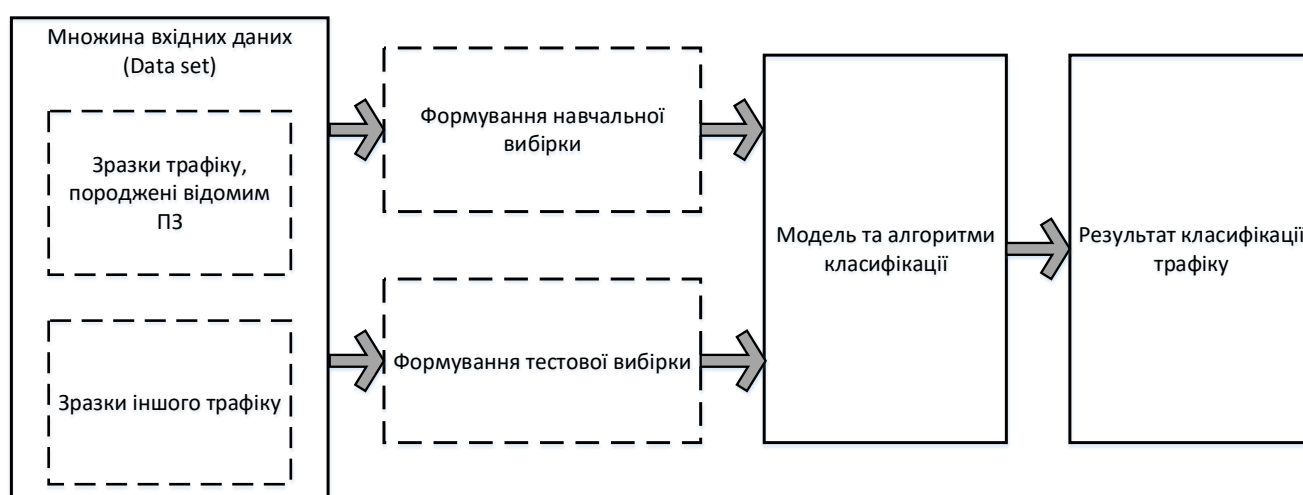 Множина вхідних даних
(Data set)
Зразки трафіку,
породжені відомим
ПЗ
Зразки іншого трафіку
Формування навчальної
вибірки
Формування тестової вибірки
Модель та алгоритми
класифікації
Результат класифікації
трафіку